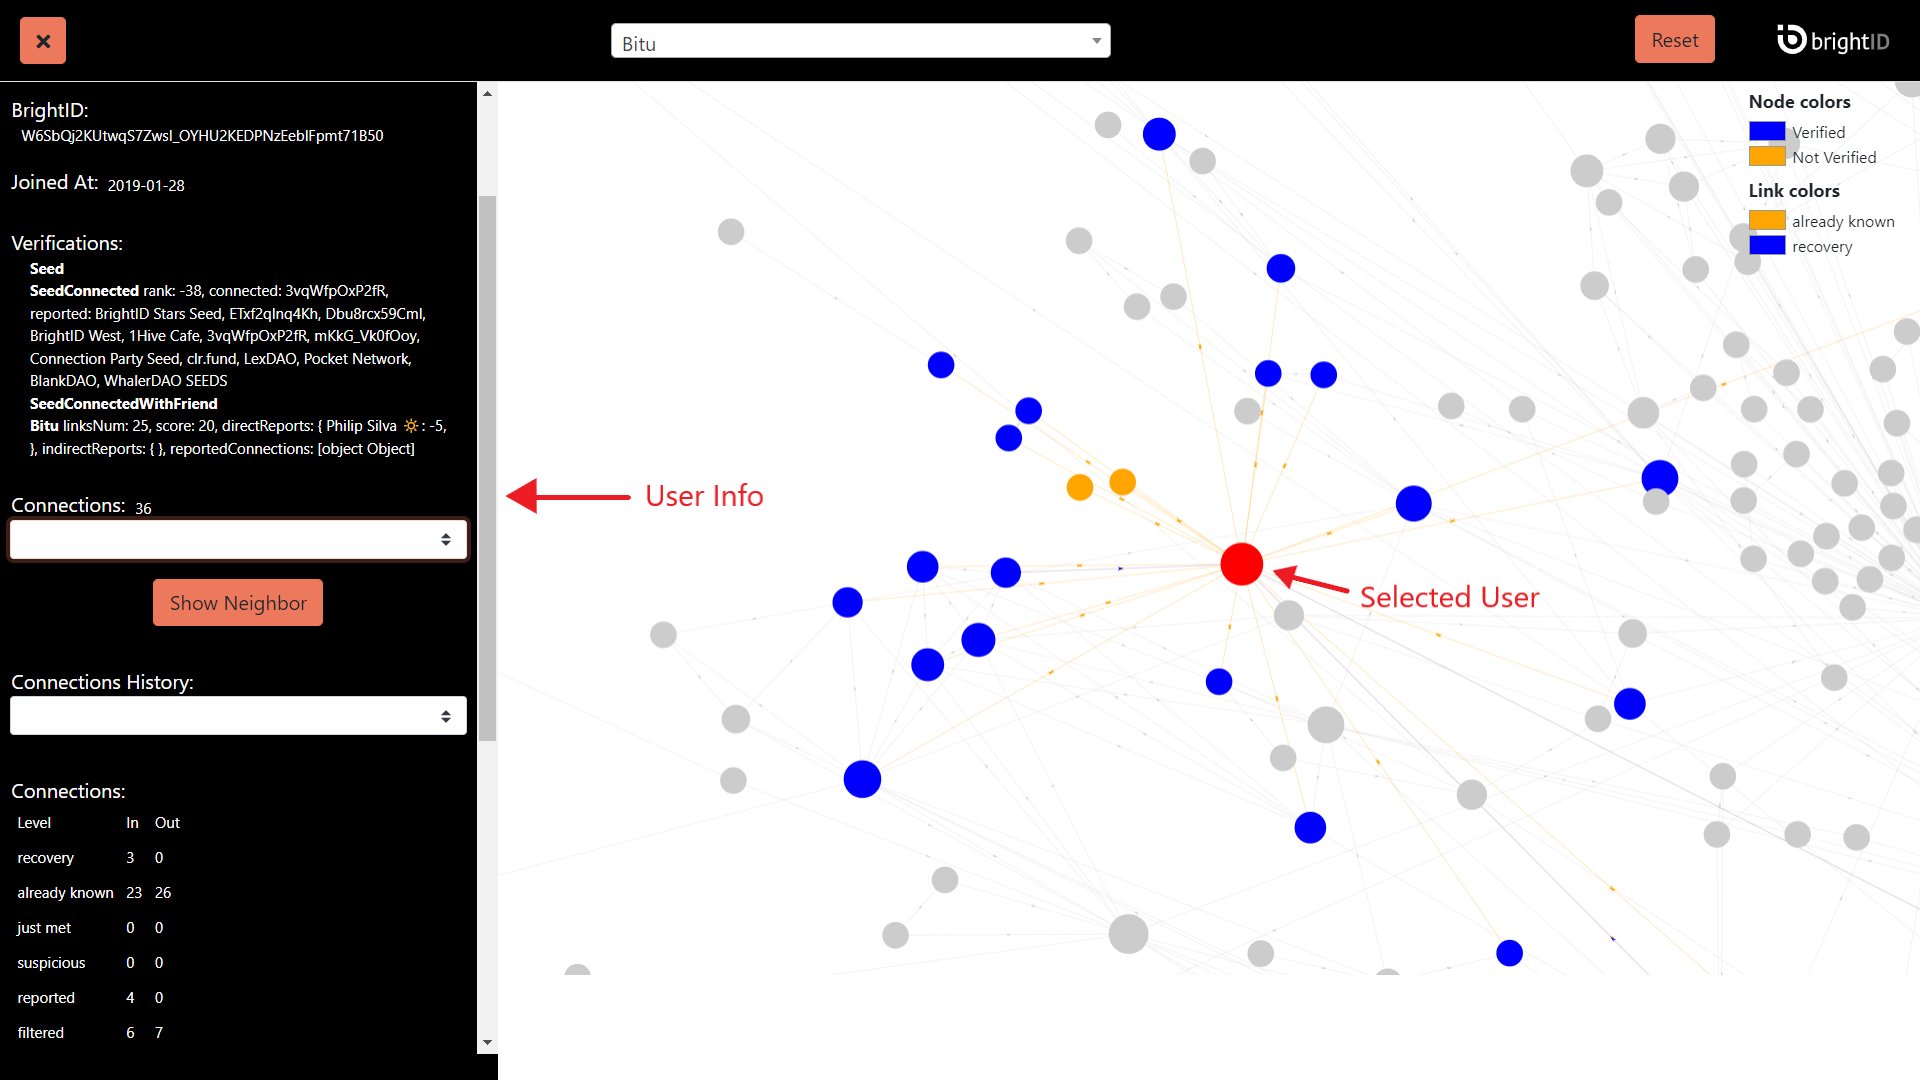 Bitu
Reset
brightID
BrightID:
W6SbQj2KUtwqS7Zwsl_OYHU2KEDPNzEebIFpmt71B50
Joined At: 2019-01-28
Verifications:
Seed
SeedConnected rank: -38, connected: 3vqWfpOxP2fR,
reported: BrightID Stars Seed, ETxf2qInq4Kh, Dbu8rcx59CmI,
BrightID West, 1Hive Cafe, 3vqWfpOxP2fR, mKkG_Vk0fOoy,
Connection Party Seed, clr.fund, LexDAO, Pocket Network,
BlankDAO, WhalerDAO SEEDS
SeedConnectedWithFriend
Bitu linksNum: 25, score: 20, directReports: { Philip Silva 🔆: -5,
}, indirectReports: { }, reportedConnections: [object Object]
Connections: 36
Show Neighbor
Connections History:
Connections:
Level In Out
recovery 3 0
already known 23 26
just met 0 0
suspicious 0 0
reported 4 0
filtered 6 7
User Info
Selected User
Node colors
Verified
Not Verified
Link colors
already known
recovery